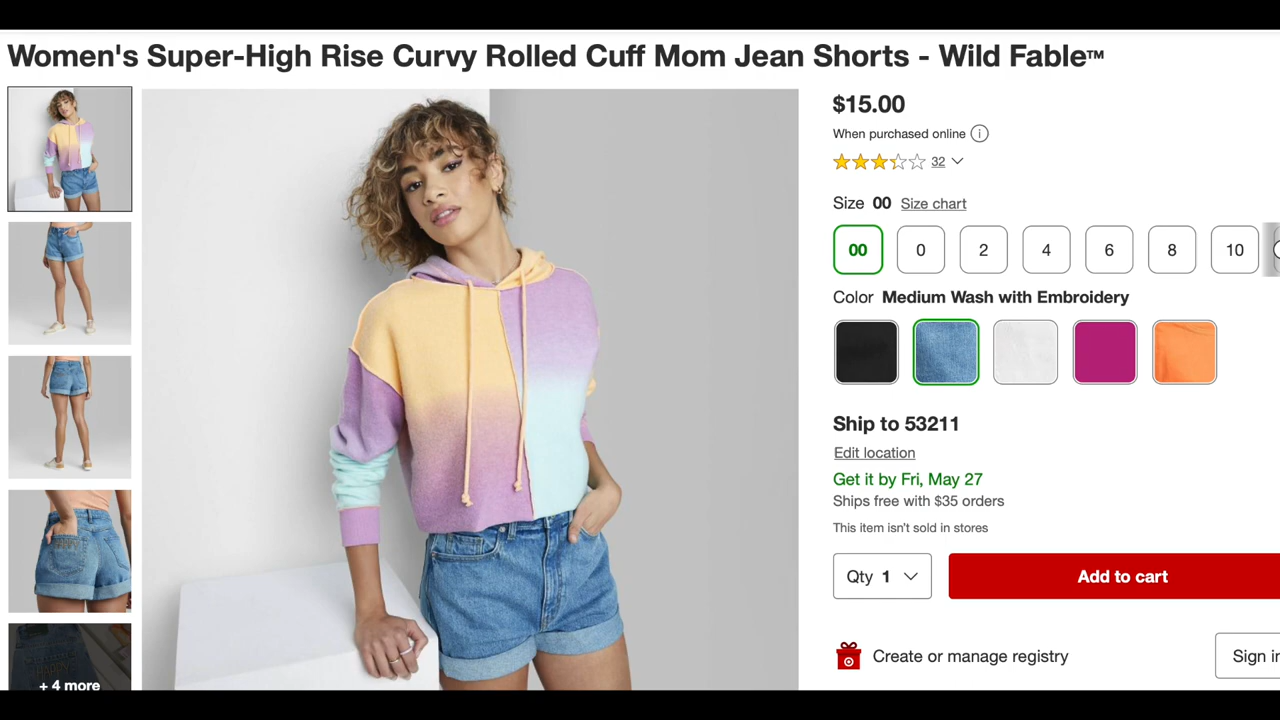 Women's Super-High Rise Curvy Rolled Cuff Mom Jean Shorts - Wild Fable™
$15.00
When purchased online
32
Size 00 Size chart
00 0 2 4 6 8 10
Color Medium Wash with Embroidery
Ship to 53211
Edit location
Get it by Fri, May 27
Ships free with $35 orders
This item isn't sold in stores
Qty 1
Add to cart
Create or manage registry
Sign in
+ 4 more